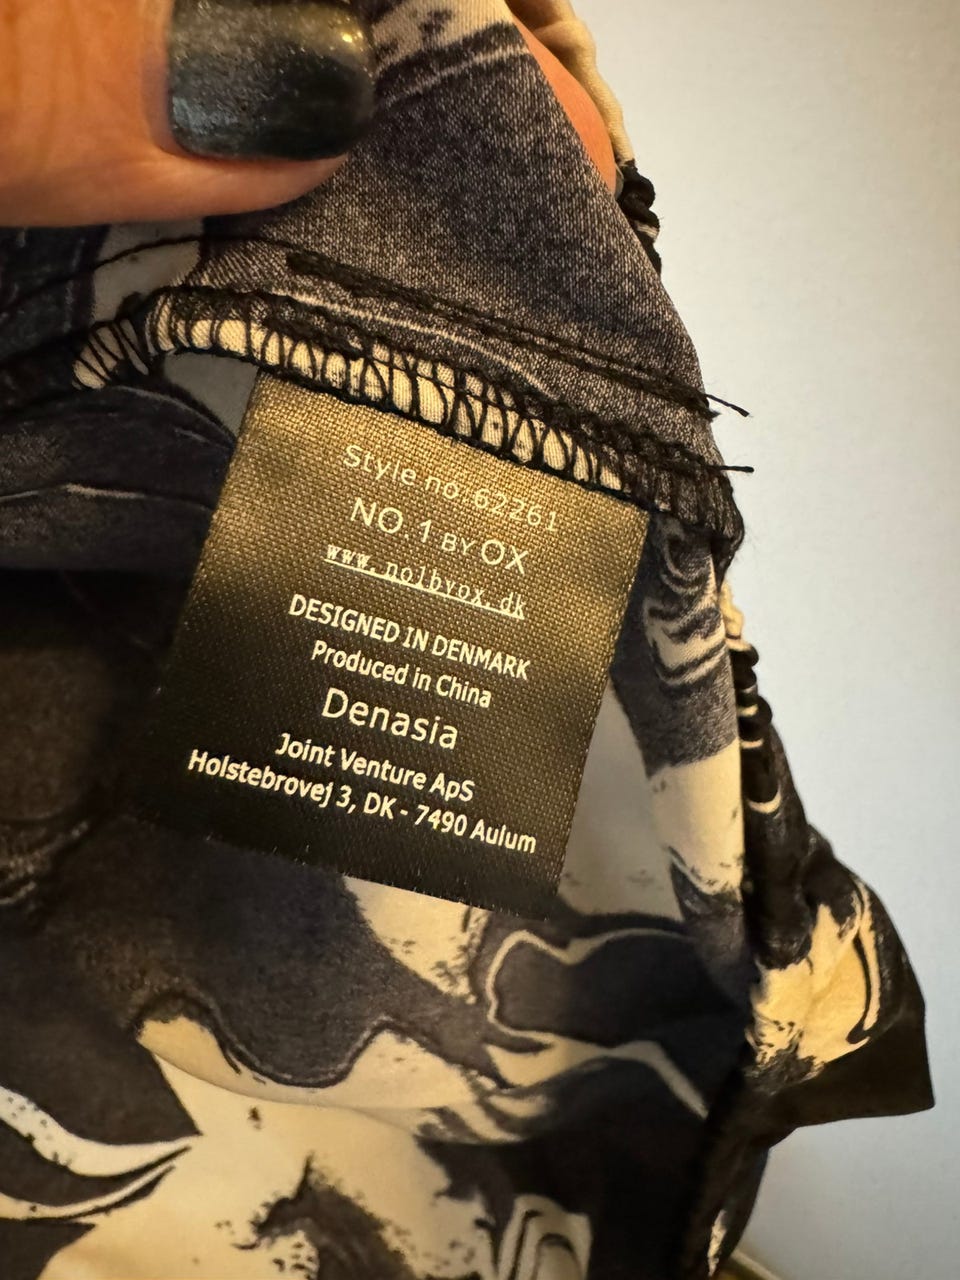 Style no. 62261
NO.1 BY OX
www.no1byox.dk
DESIGNED IN DENMARK
Produced in China
Denasia
Joint Venture ApS
Holstebrovej 3, DK - 7490 Aulum